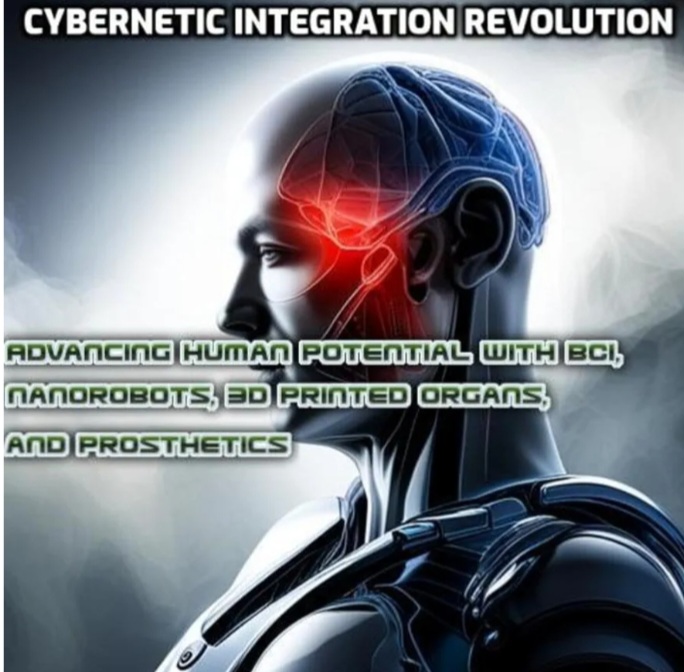 CYBERNETIC INTEGRATION REVOLUTION
ADVANCING HUMAN POTENTIAL WITH BCI,
NANOROBOTS, 3D PRINTED ORGANS,
AND PROSTHETICS